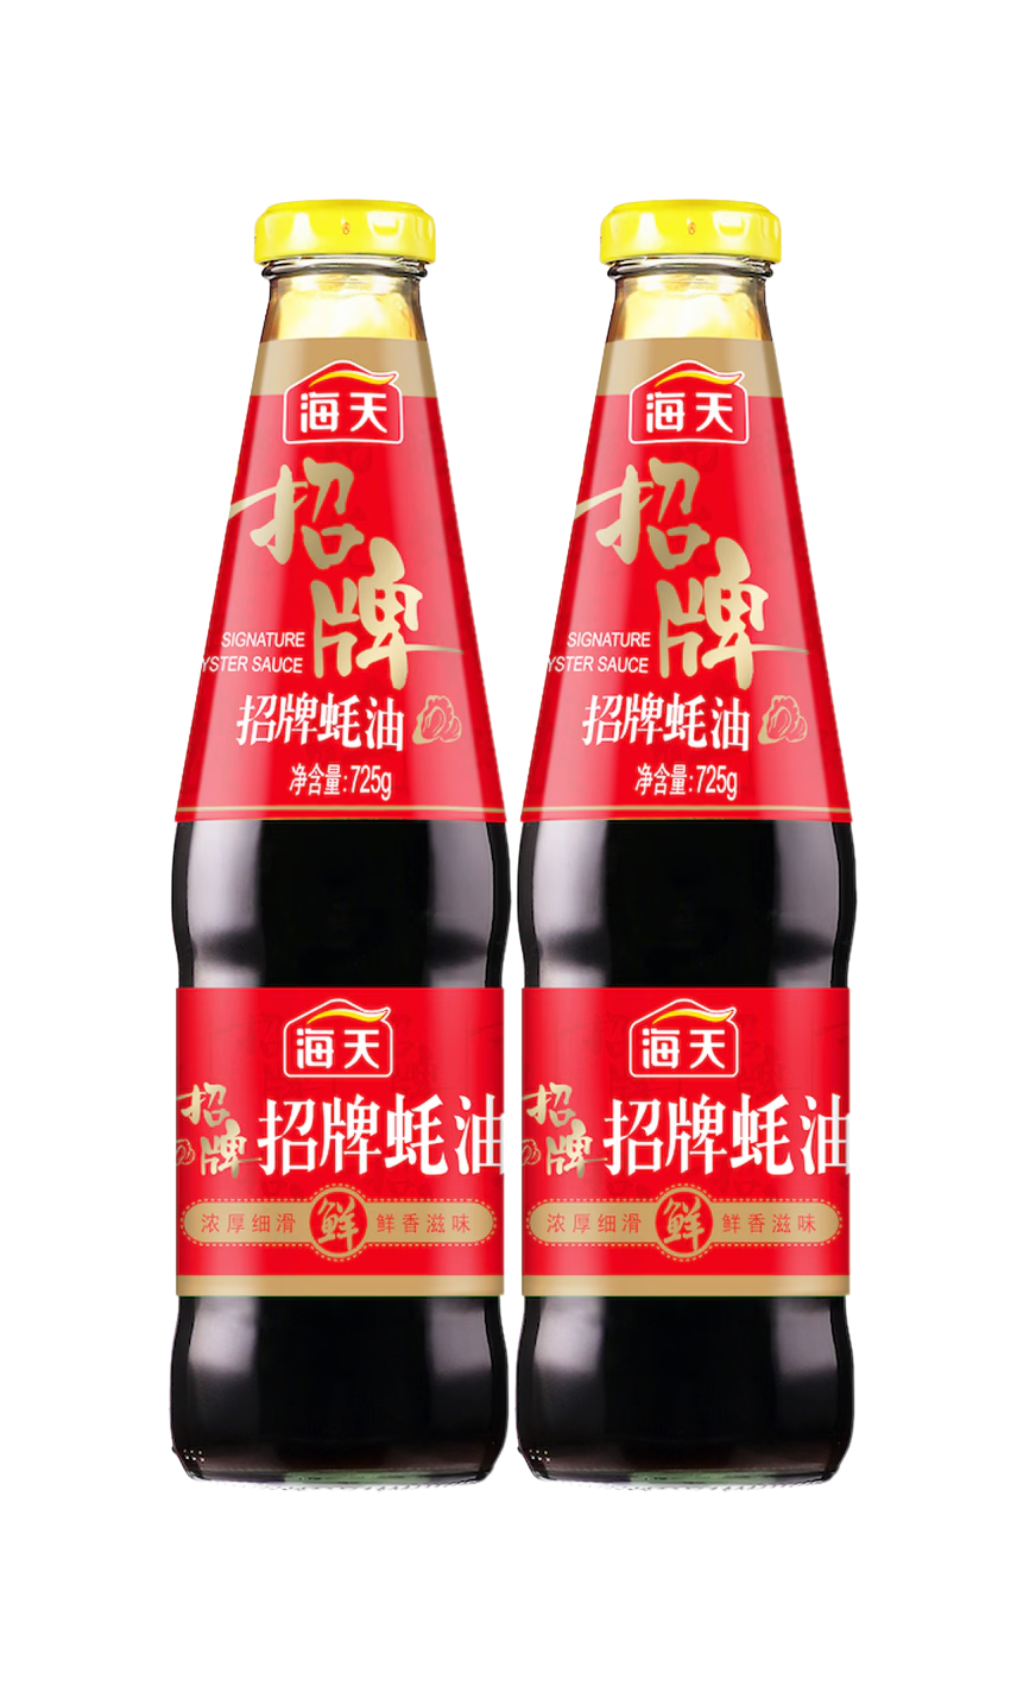 海天
招牌
SIGNATURE
YSTER SAUCE
招牌蚝油
净含量:725g
海天
招牌
招牌蚝油
浓厚细滑 鲜 鲜香滋味
海天
招牌
SIGNATURE
YSTER SAUCE
招牌蚝油
净含量:725g
海天
招牌
招牌蚝油
浓厚细滑 鲜 鲜香滋味